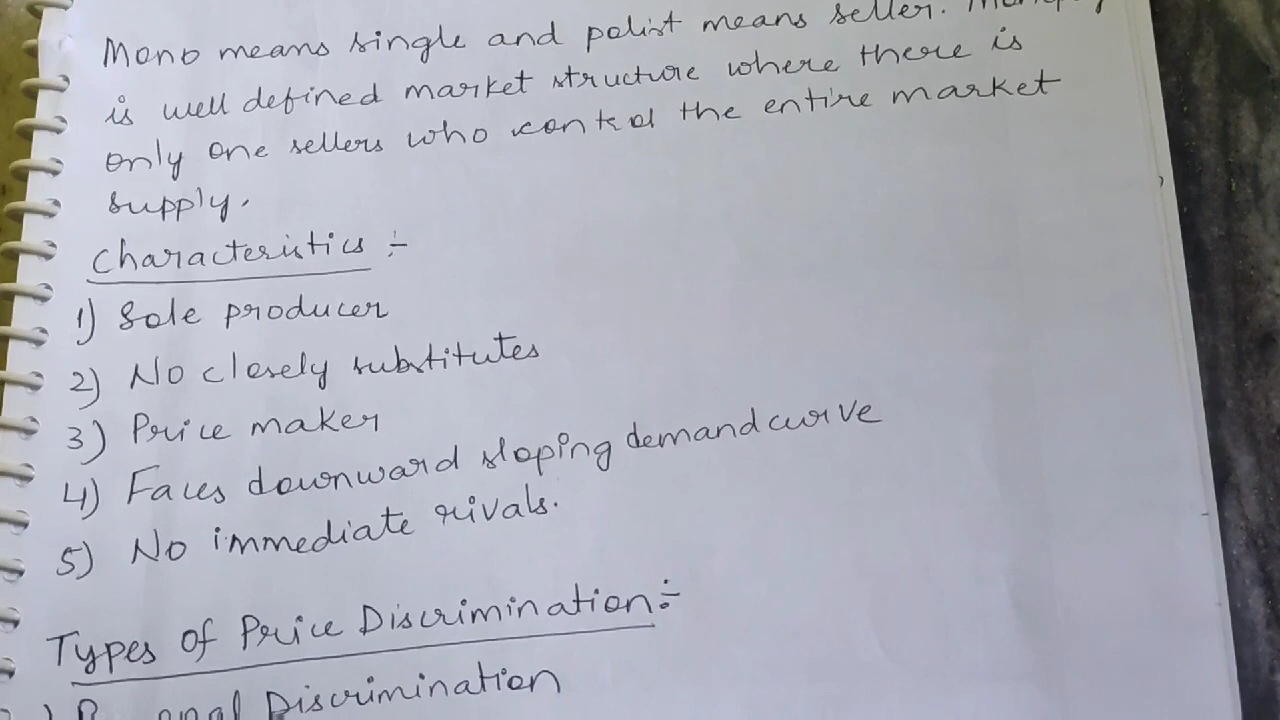 Mono means single and polist means seller.
is well defined market structure where there is
only one sellers who control the entire market
supply.
Characteristics :-
1) Sole producer
2) No closely substitutes
3) Price maker
4) Faces downward sloping demand curve
5) No immediate rivals.
Types of Price Discrimination :-
Discrimination